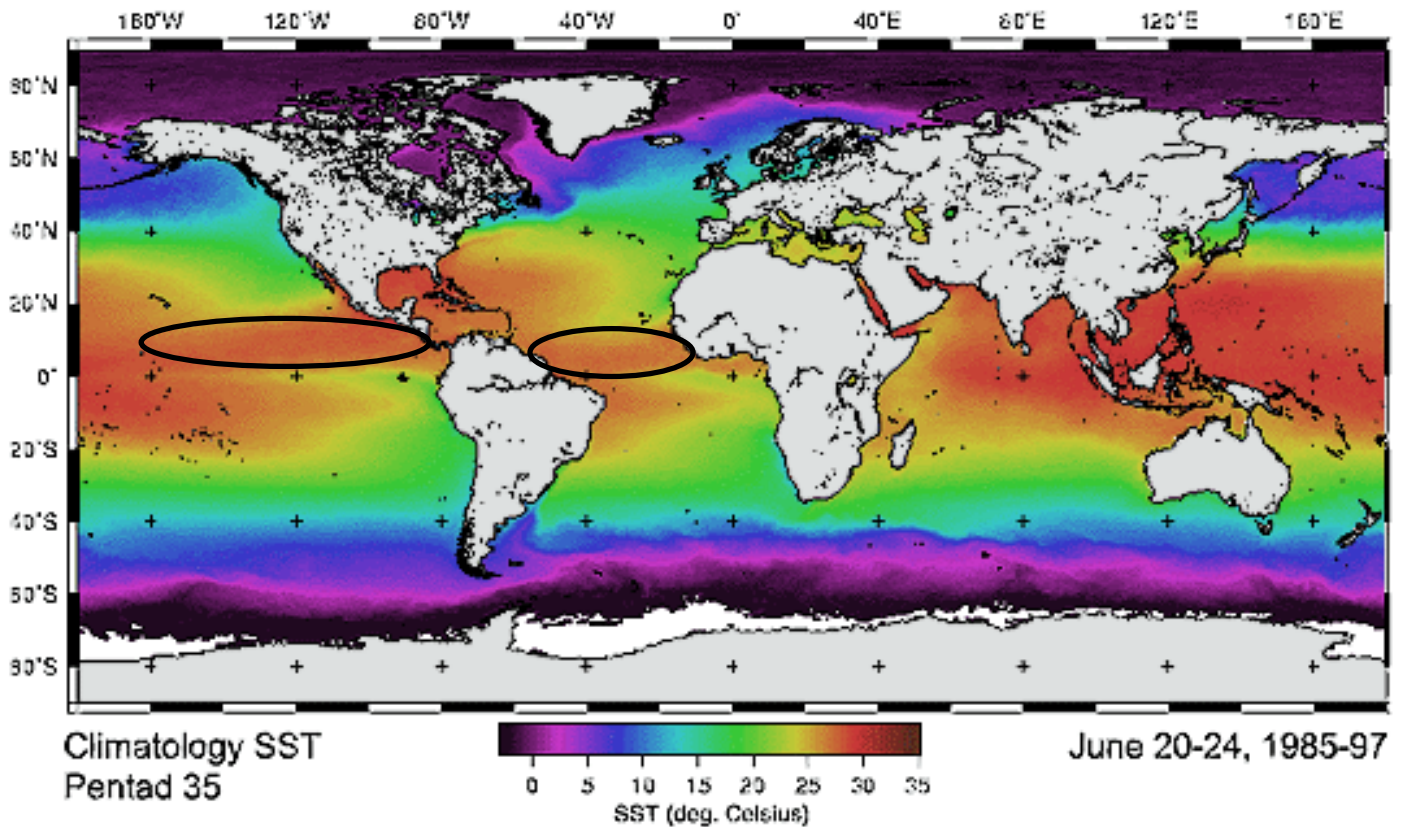 160°W 120°W 80°W 40°W 0° 40°E 80°E 120°E 160°E
80°N
60°N
40°N
20°N
0°
20°S
40°S
60°S
80°S
Climatology SST
Pentad 35
0 5 10 15 20 25 30 35
SST (deg. Celsius)
June 20-24, 1985-97